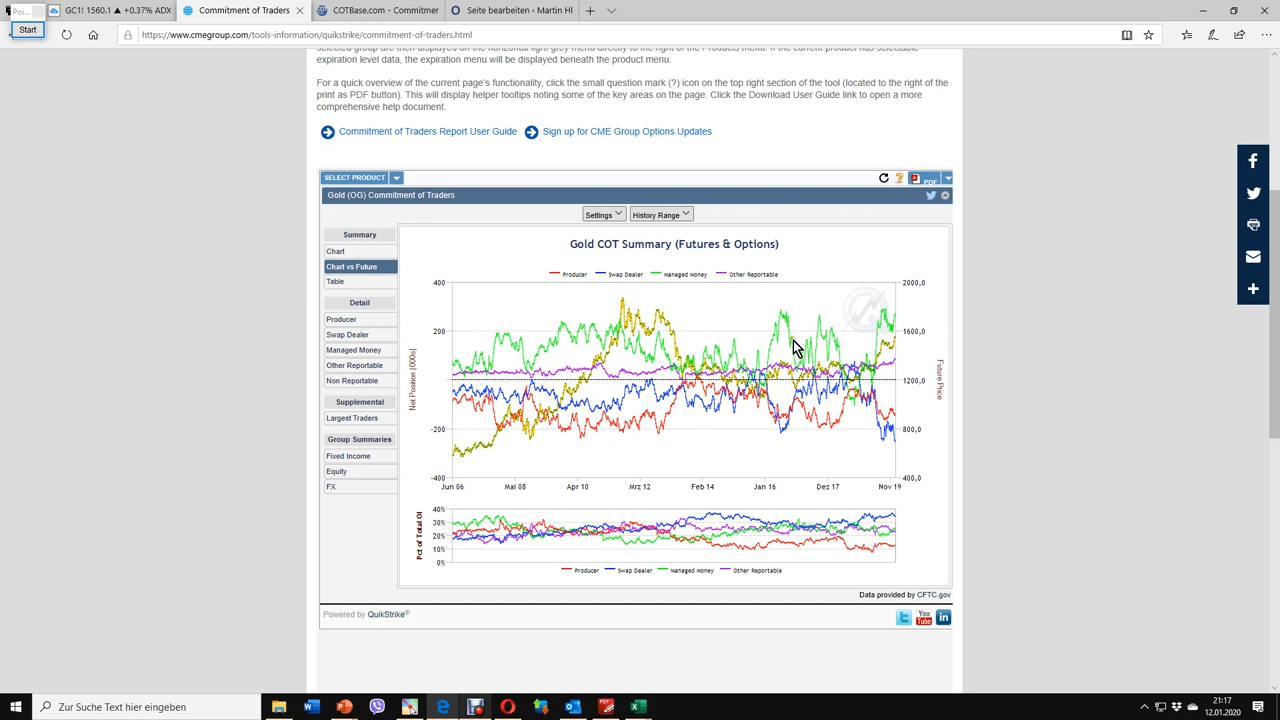 Poi...
GC1! 1560.1 ▲ +0.37% ADX
Commitment of Traders
COTBase.com - Commitmer
Seite bearbeiten ‹ Martin Hl
Start
https://www.cmegroup.com/tools-information/quikstrike/commitment-of-traders.html
selected group are then displayed on the horizontal light grey menu directly to the right of the Products menu. If the current product has selectable
expiration level data, the expiration menu will be displayed beneath the product menu.
For a quick overview of the current page's functionality, click the small question mark (?) icon on the top right section of the tool (located to the right of the
print as PDF button). This will display helper tooltips noting some of the key areas on the page. Click the Download User Guide link to open a more
comprehensive help document.
Commitment of Traders Report User Guide
Sign up for CME Group Options Updates
SELECT PRODUCT
PDF
Gold (OG) Commitment of Traders
Settings
History Range
Summary
Chart
Chart vs Future
Table
Detail
Producer
Swap Dealer
Managed Money
Other Reportable
Non Reportable
Supplemental
Largest Traders
Group Summaries
Fixed Income
Equity
FX
Gold COT Summary (Futures & Options)
Producer Swap Dealer Managed Money Other Reportable
400
200
-200
-400
Net Position [000s]
2000,0
1600,0
1200,0
800,0
400,0
Future Price
Jun 06 Mai 08 Apr 10 Mrz 12 Feb 14 Jan 16 Dez 17 Nov 19
Pct of Total OI
40%
30%
20%
10%
0%
Producer Swap Dealer Managed Money Other Reportable
Data provided by CFTC.gov
Powered by QuikStrike®
You
Tube
in
Zur Suche Text hier eingeben
21:17
12.01.2020